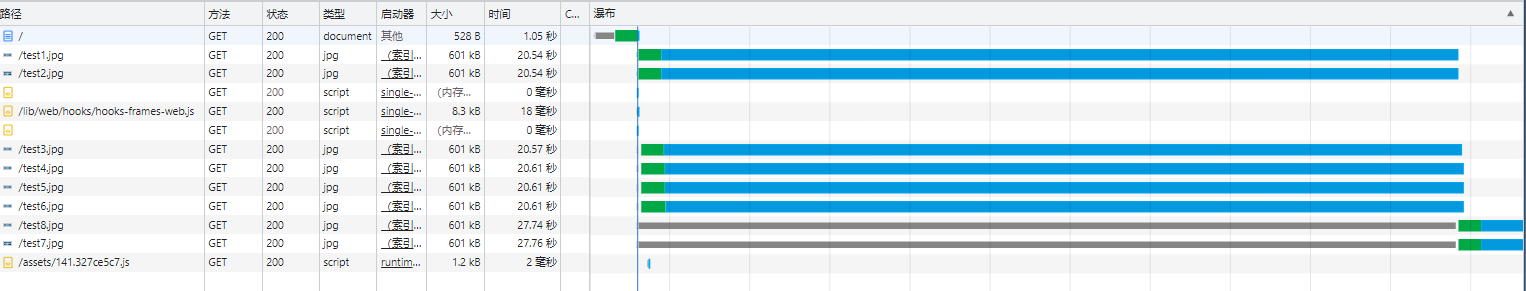 路径 方法 状态 类型 启动器 大小 时间 C... 瀑布
/ GET 200 document 其他 528 B 1.05 秒
/test1.jpg GET 200 jpg （索引... 601 kB 20.54 秒
/test2.jpg GET 200 jpg （索引... 601 kB 20.54 秒
GET 200 script single-... （内存... 0 毫秒
/lib/web/hooks/hooks-frames-web.js GET 200 script single-... 8.3 kB 18 毫秒
GET 200 script single-... （内存... 0 毫秒
/test3.jpg GET 200 jpg （索引... 601 kB 20.57 秒
/test4.jpg GET 200 jpg （索引... 601 kB 20.61 秒
/test5.jpg GET 200 jpg （索引... 601 kB 20.61 秒
/test6.jpg GET 200 jpg （索引... 601 kB 20.61 秒
/test8.jpg GET 200 jpg （索引... 601 kB 27.74 秒
/test7.jpg GET 200 jpg （索引... 601 kB 27.76 秒
/assets/141.327ce5c7.js GET 200 script runtim... 1.2 kB 2 毫秒